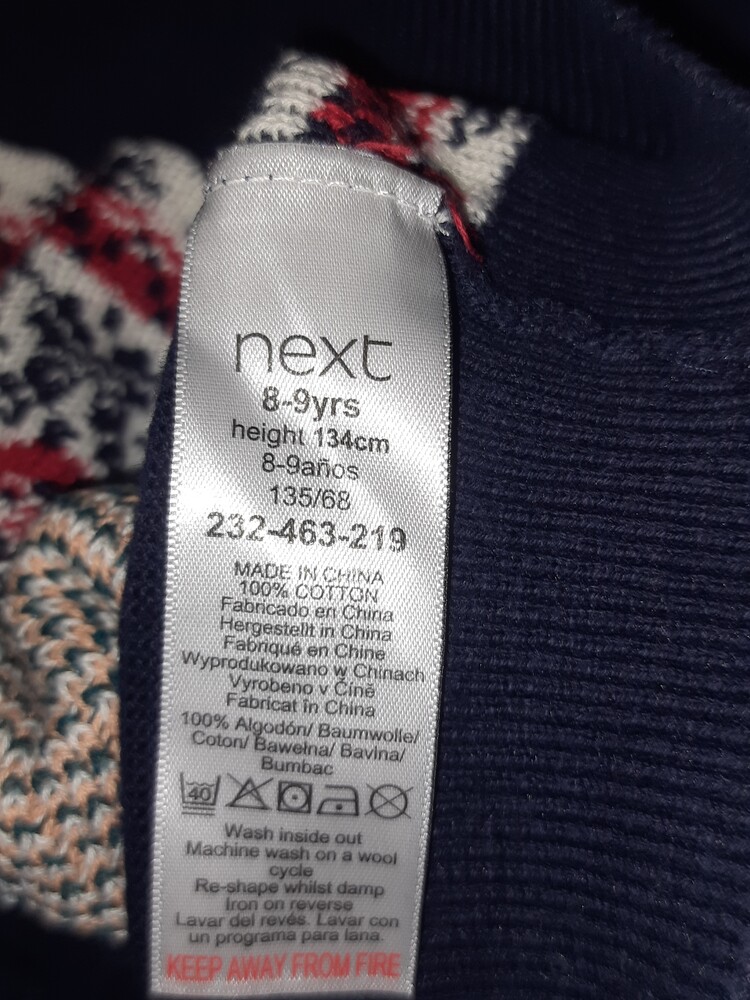 next
8-9yrs
height 134cm
8-9años
135/68
232-463-219
MADE IN CHINA
100% COTTON
Fabricado en China
Hergestellt in China
Fabriqué en Chine
Wyprodukowano w Chinach
Vyrobeno v Čině
Fabricat în China
100% Algodón/ Baumwolle/
Coton/ Bawełna/ Bavlna/
Bumbac
40
Wash inside out
Machine wash on a wool
cycle
Re-shape whilst damp
Iron on reverse
Lavar del revés. Lavar con
un programa para lana.
KEEP AWAY FROM FIRE